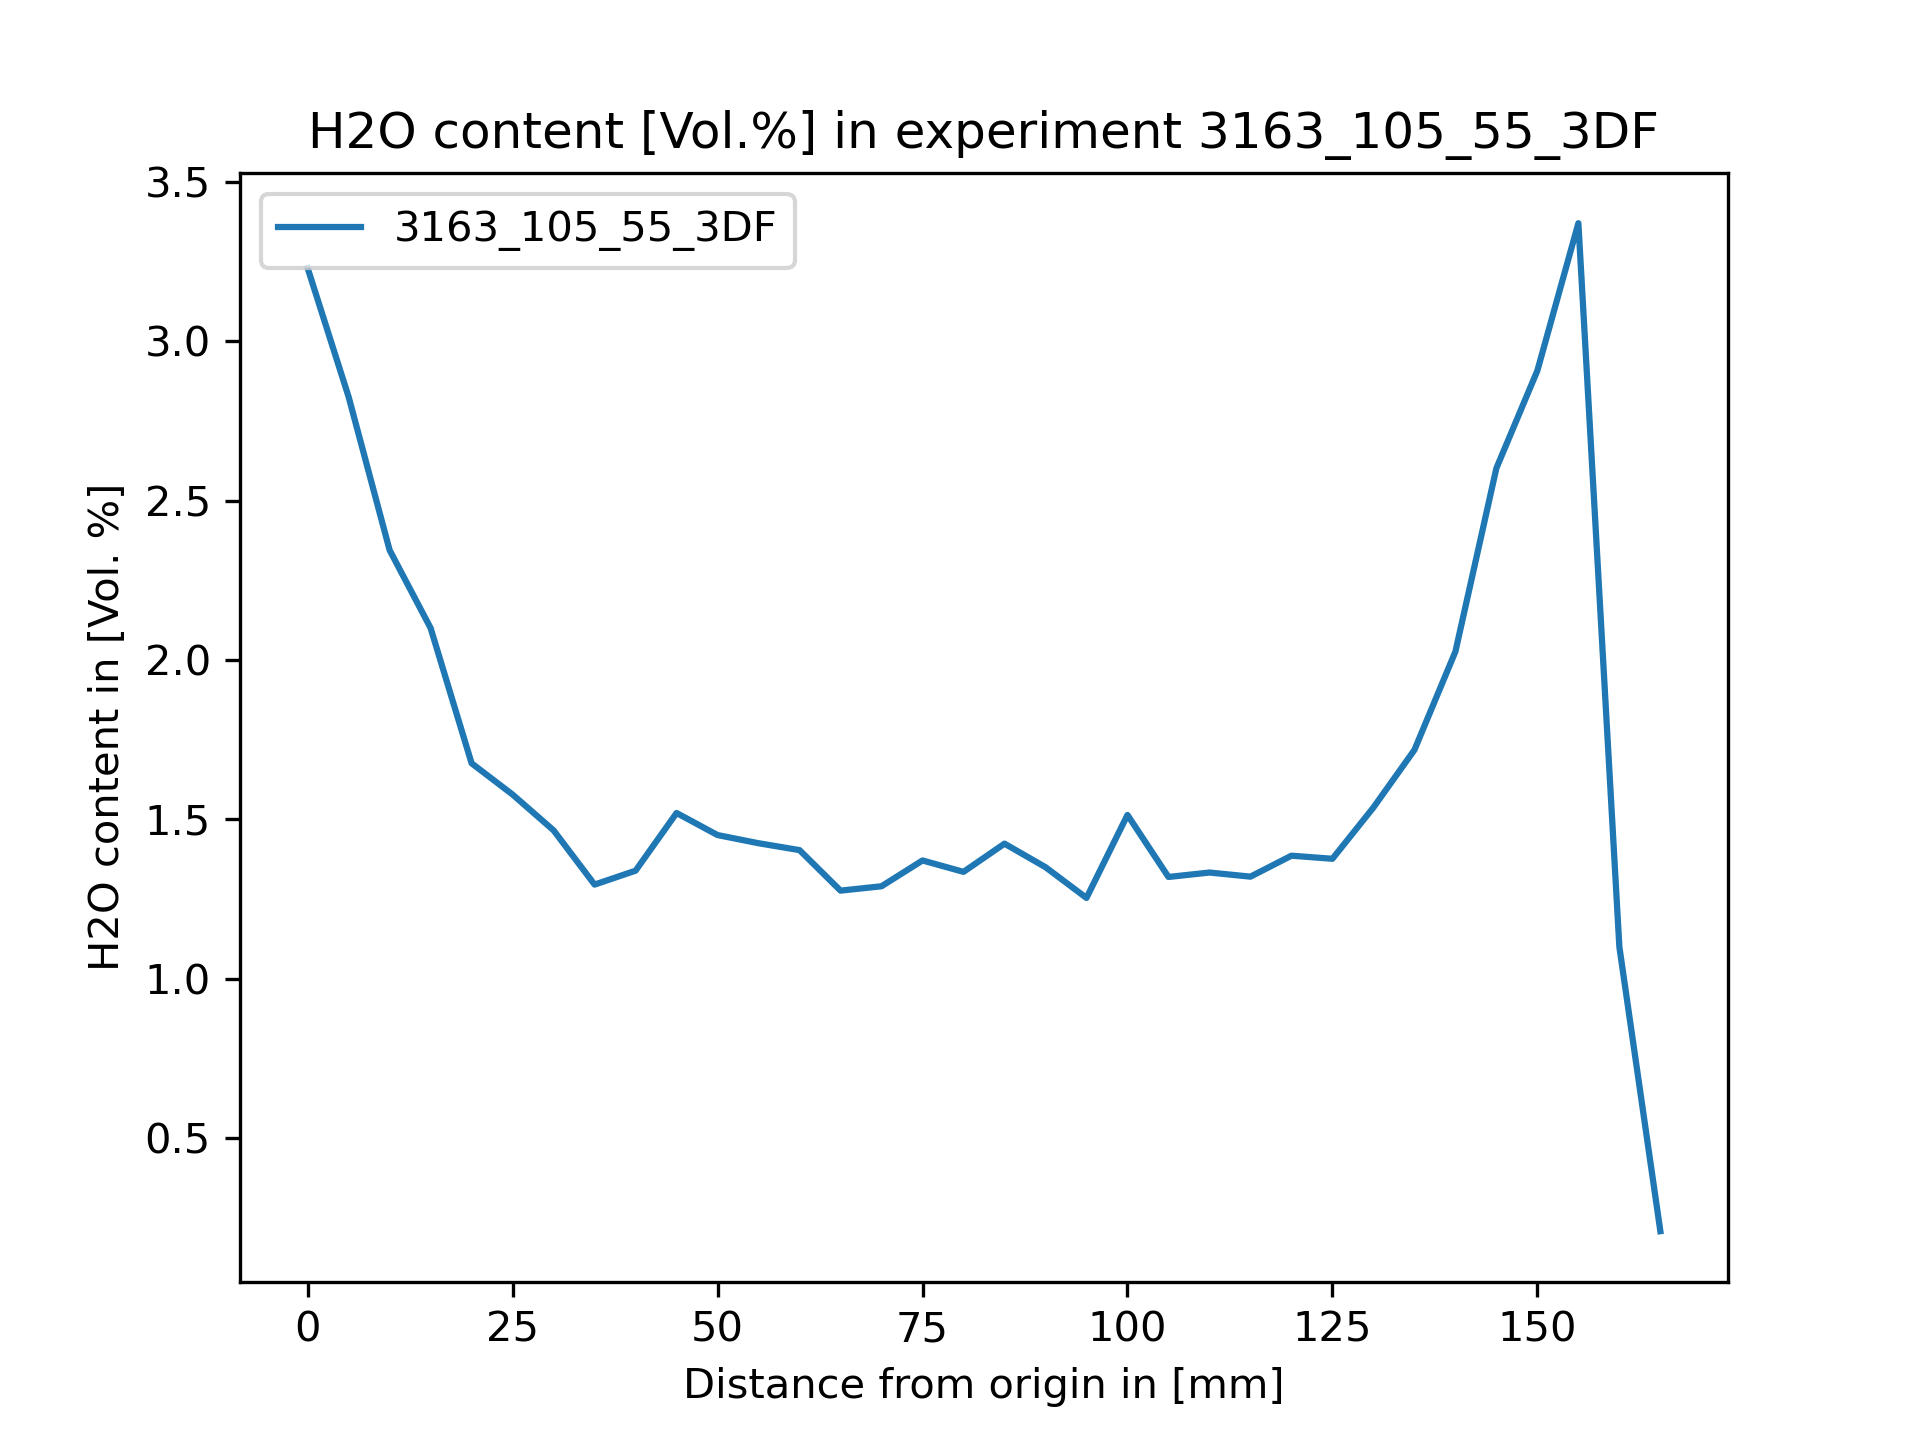 H2O content [Vol.%] in experiment 3163_105_55_3DF
3163_105_55_3DF
3.5
3.0
2.5
2.0
1.5
1.0
0.5
H2O content in [Vol. %]
0 25 50 75 100 125 150
Distance from origin in [mm]